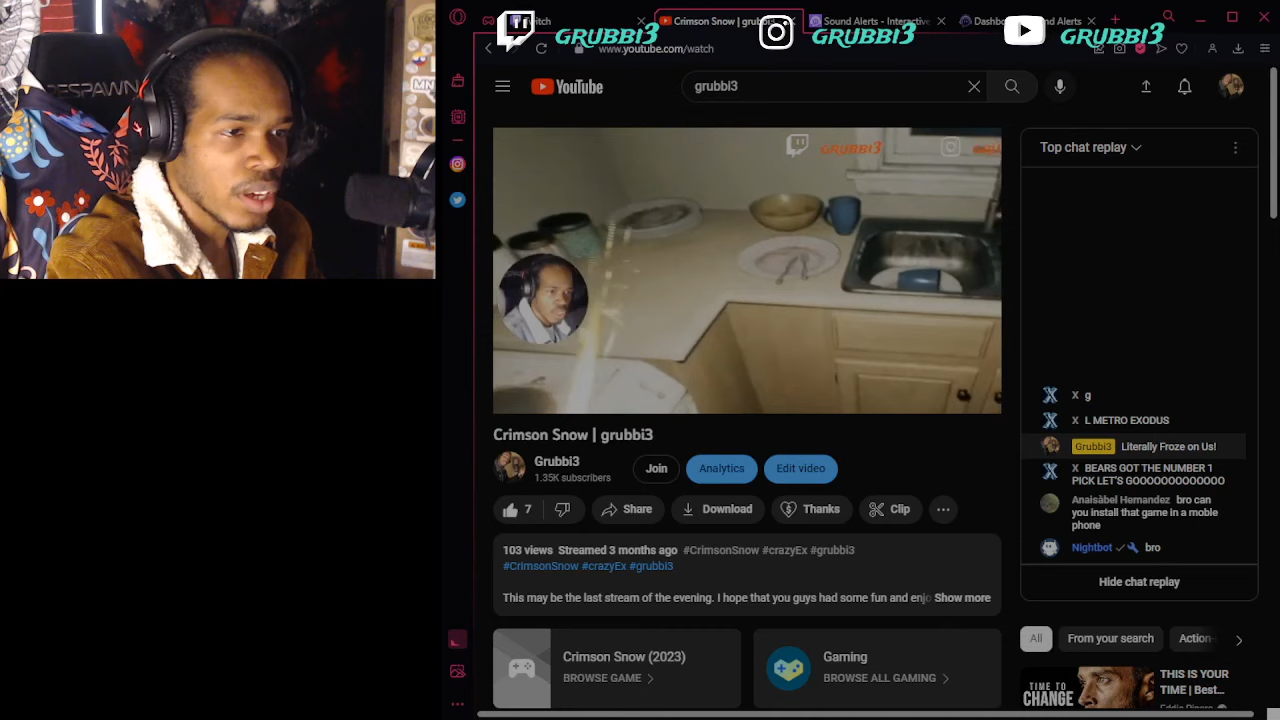 Crimson Snow | grubbi
Sound Alerts - Interactive
GRUBBI3
GRUBBI3
GRUBBI3
www.youtube.com/watch
YouTube
grubbi3
RESPAWN
GRUBBI3
Top chat replay
X g
X L METRO EXODUS
Grubbi3 Literally Froze on Us!
X BEARS GOT THE NUMBER 1
PICK LET'S GOOOOOOOOOOOOO
Anaisàbel Hernandez bro can
you install that game in a moble
phone
Nightbot bro
Hide chat replay
Crimson Snow | grubbi3
Grubbi3
1.35K subscribers
Join
Analytics
Edit video
7
Share
Download
Thanks
Clip
103 views Streamed 3 months ago #CrimsonSnow #crazyEx #grubbi3
#CrimsonSnow #crazyEx #grubbi3
This may be the last stream of the evening. I hope that you guys had some fun and enj Show more
Crimson Snow (2023)
BROWSE GAME
Gaming
BROWSE ALL GAMING
All
From your search
Action-
TIME TO
CHANGE
THIS IS YOUR
TIME | Best...